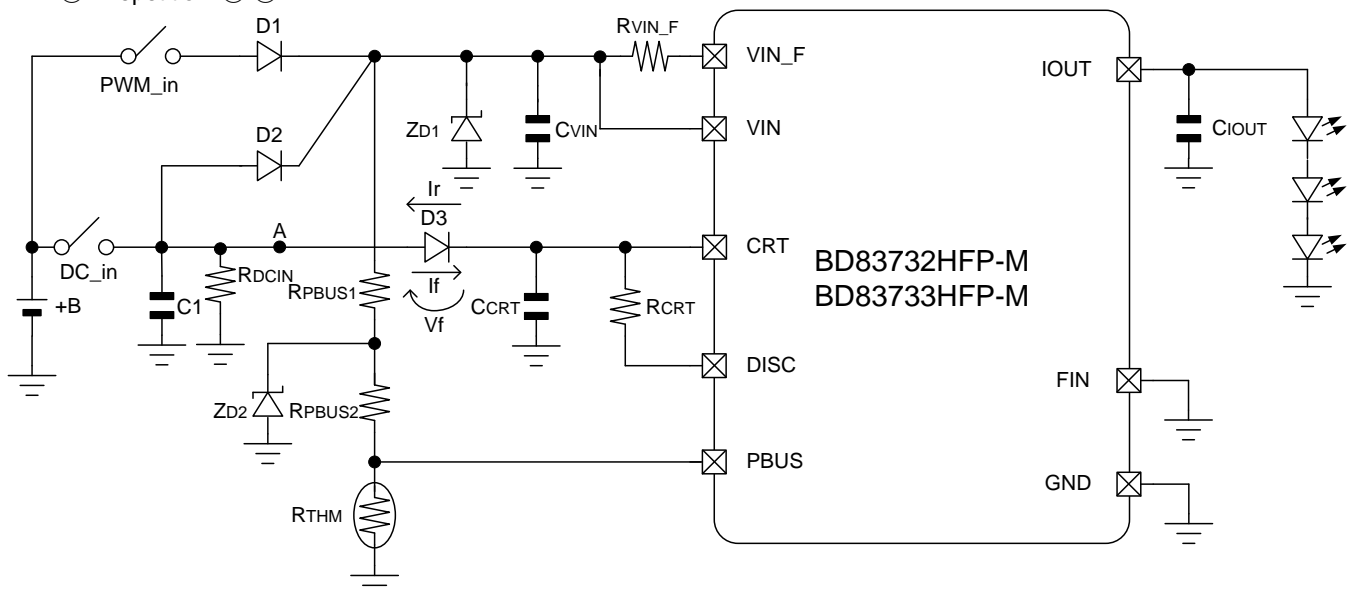 D1
PWM_in
D2
DC_in
+B
C1
RDCIN
A
RPBUS1
ZD2
RPBUS2
RTHM
ZD1
CVIN
RVIN_F
Ir
D3
If
Vf
CCRT
RCRT
VIN_F
VIN
CRT
DISC
PBUS
BD83732HFP-M
BD83733HFP-M
IOUT
FIN
GND
CIOUT